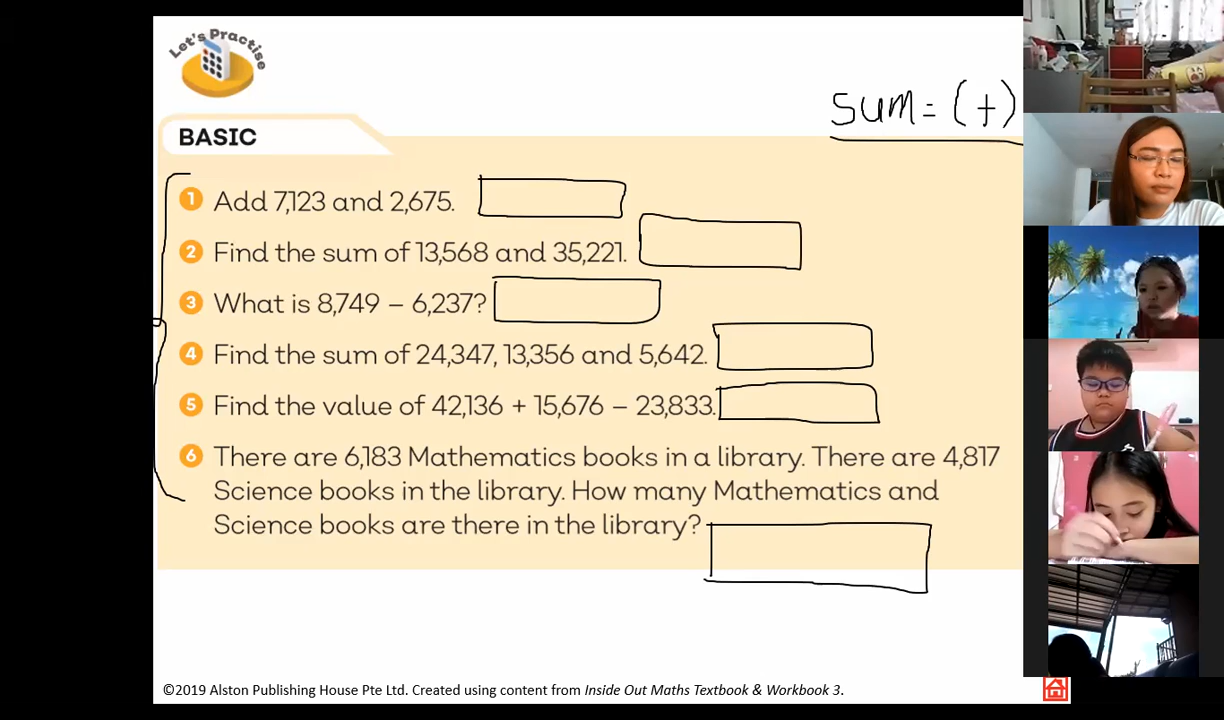 Let's Practise
sum = (+)
BASIC
1 Add 7,123 and 2,675.
2 Find the sum of 13,568 and 35,221.
3 What is 8,749 – 6,237?
4 Find the sum of 24,347, 13,356 and 5,642.
5 Find the value of 42,136 + 15,676 – 23,833.
6 There are 6,183 Mathematics books in a library. There are 4,817
Science books in the library. How many Mathematics and
Science books are there in the library?
©2019 Alston Publishing House Pte Ltd. Created using content from Inside Out Maths Textbook & Workbook 3.